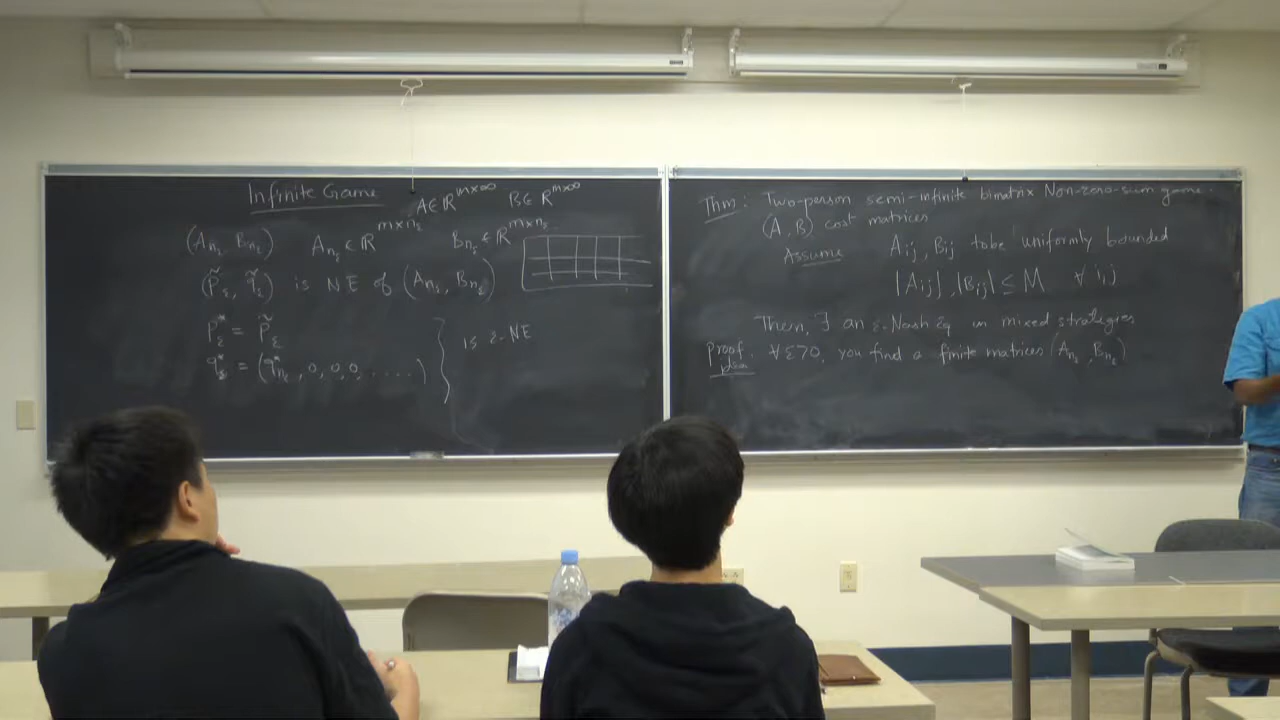 Infinite Game A∈ℝ^{m×∞} B∈ℝ^{m×∞}
(A_{n_ε}, B_{n_ε}) A_{n_ε} ∈ ℝ^{m×n_ε} B_{n_ε} ∈ ℝ^{m×n_ε}
(p̃_ε, q̃_ε) is NE of (A_{n_ε}, B_{n_ε})
p*_ε = p̃_ε
is ε-NE
q*_ε = (q*_{n_ε}, 0, 0, 0, .....)
Thm: Two-person semi-infinite bimatrix Non-zero-sum game.
(A, B) cost matrices
Assume A_{ij}, B_{ij} to be uniformly bounded
|A_{ij}|, |B_{ij}| ≤ M ∀ i,j
Then, ∃ an ε-Nash Eq in mixed strategies
Proof ∀ε>0, you find a finite matrices (A_{n_ε}, B_{n_ε})